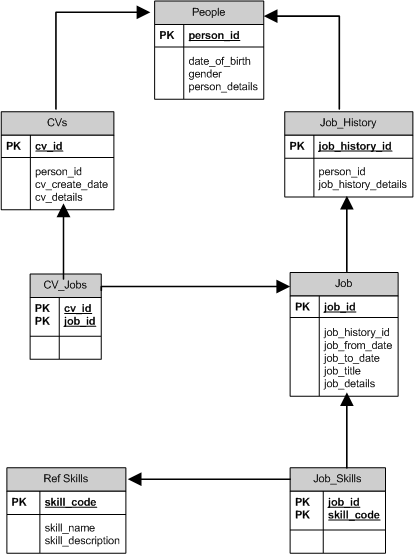 People
PK person_id
date_of_birth
gender
person_details
CVs
PK cv_id
person_id
cv_create_date
cv_details
Job_History
PK job_history_id
person_id
job_history_details
CV_Jobs
PK cv_id
PK job_id
Job
PK job_id
job_history_id
job_from_date
job_to_date
job_title
job_details
Ref Skills
PK skill_code
skill_name
skill_description
Job_Skills
PK job_id
PK skill_code